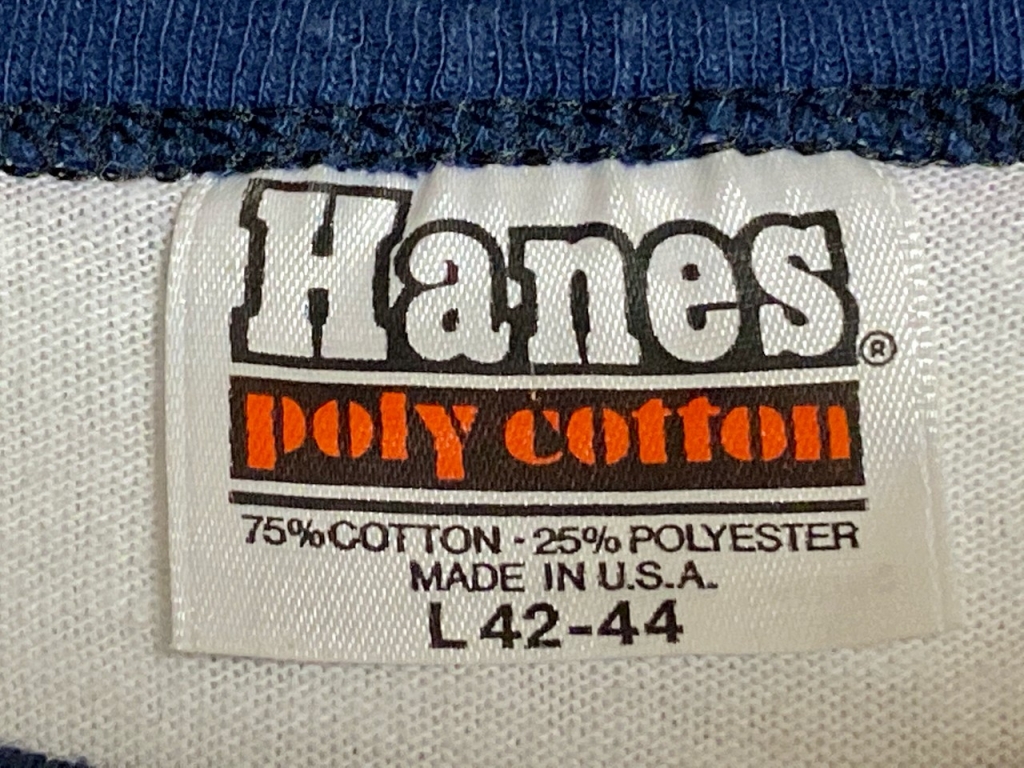 Hanes®
poly cotton
75% COTTON - 25% POLYESTER
MADE IN U.S.A.
L 42-44